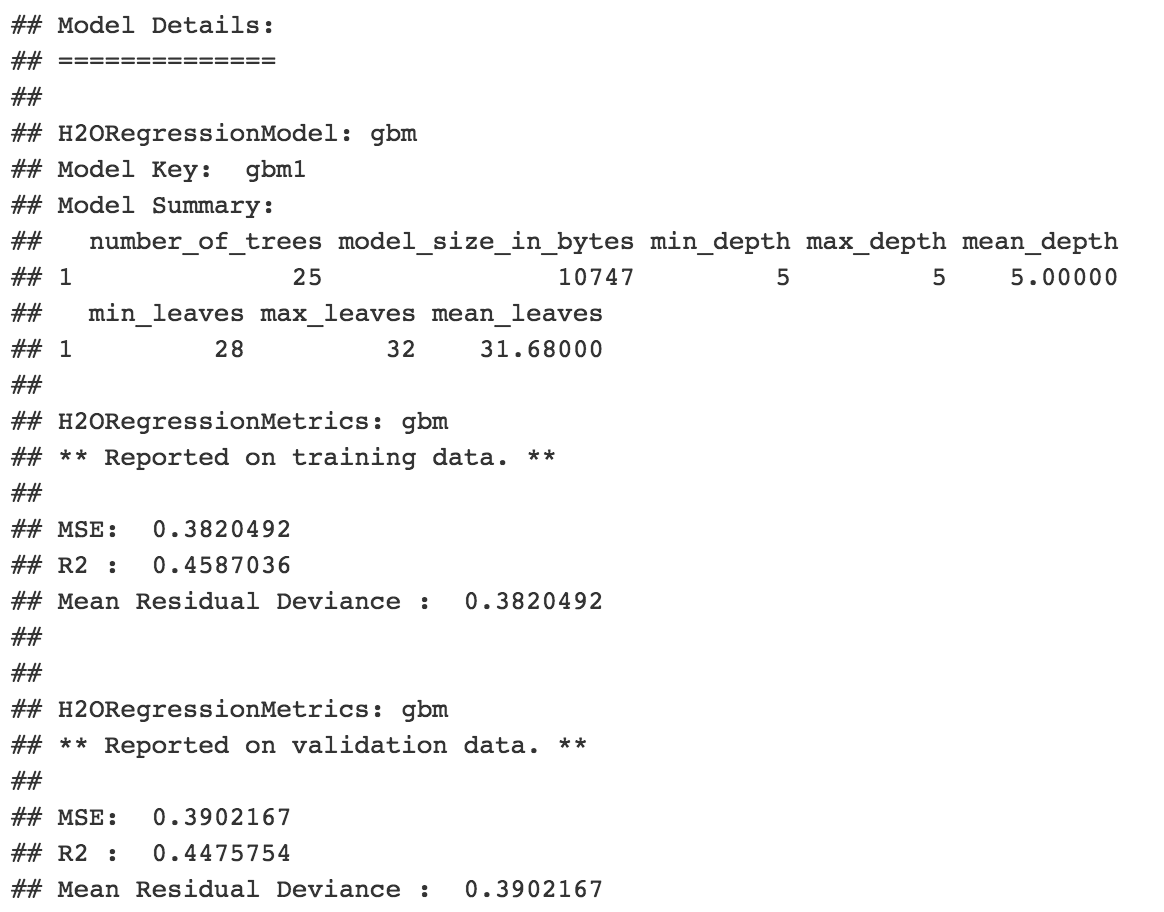 ## Model Details:
## ==============
##
## H2ORegressionModel: gbm
## Model Key:  gbm1
## Model Summary:
##   number_of_trees model_size_in_bytes min_depth max_depth mean_depth
## 1              25               10747         5         5    5.00000
##   min_leaves max_leaves mean_leaves
## 1         28         32    31.68000
##
## H2ORegressionMetrics: gbm
## ** Reported on training data. **
##
## MSE:  0.3820492
## R2 :  0.4587036
## Mean Residual Deviance :  0.3820492
##
##
## H2ORegressionMetrics: gbm
## ** Reported on validation data. **
##
## MSE:  0.3902167
## R2 :  0.4475754
## Mean Residual Deviance :  0.3902167